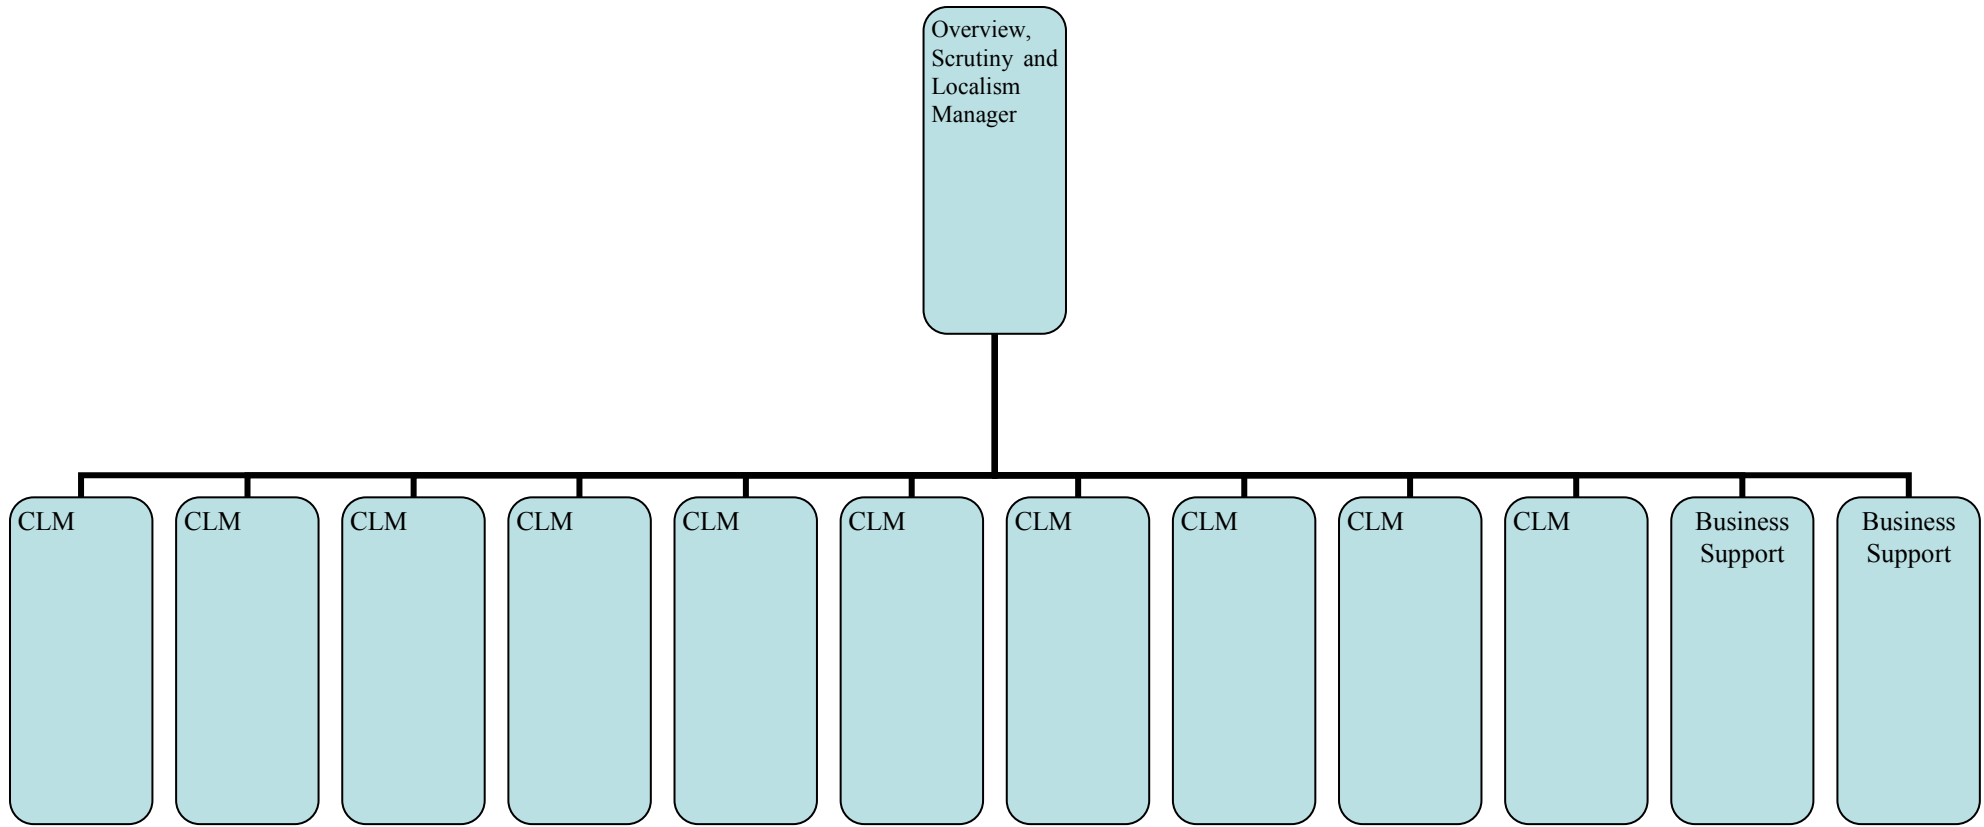 Overview,
Scrutiny and
Localism
Manager
CLM
CLM
CLM
CLM
CLM
CLM
CLM
CLM
CLM
CLM
Business
Support
Business
Support